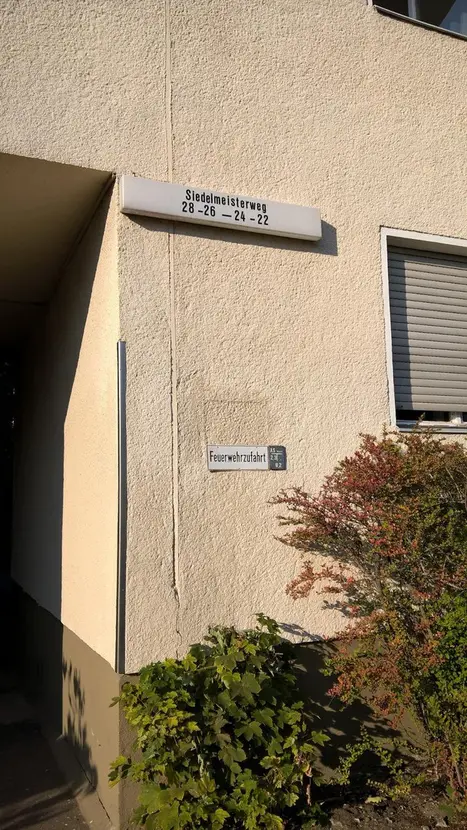 Siedelmeisterweg
28 - 26 — 24 - 22
Feuerwehrzufahrt